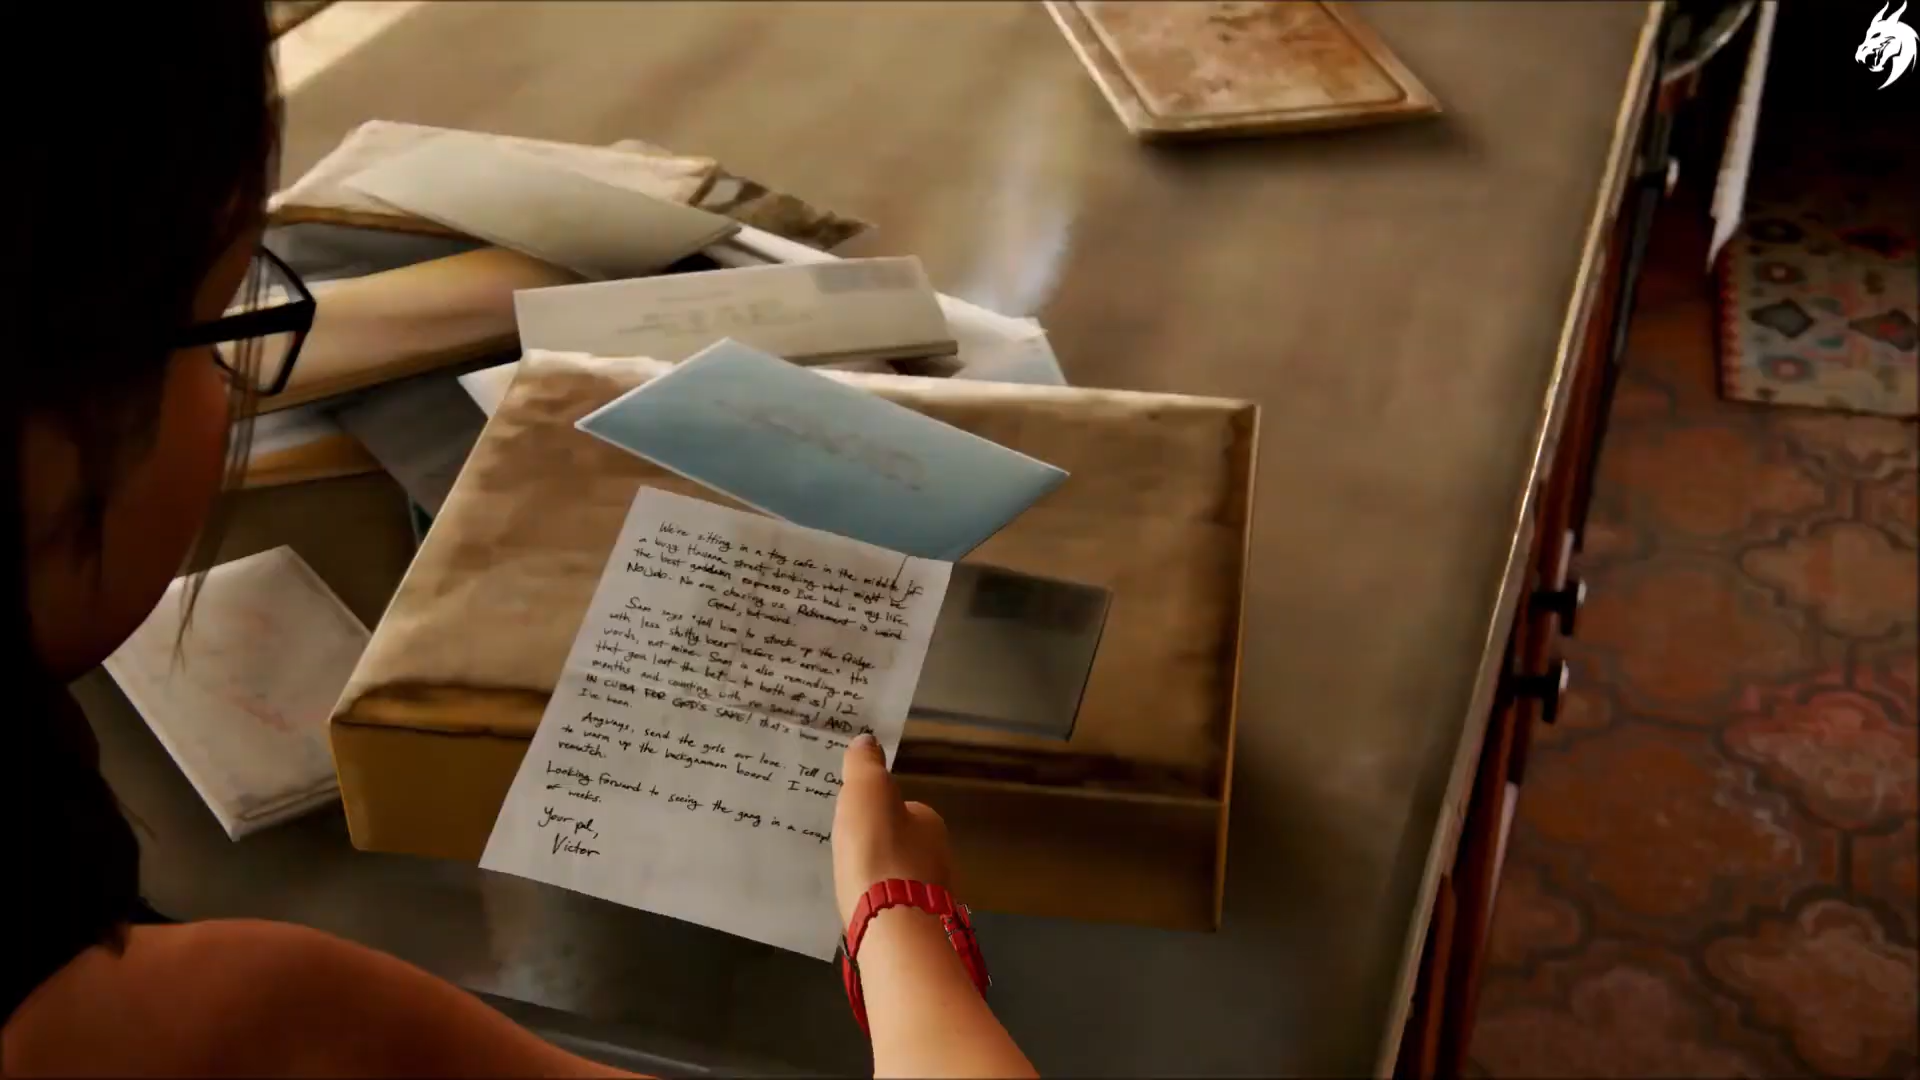 We're sitting in a tiny cafe in the middle of
a busy Havana street, drinking what might be
the best goddamn espresso I've had in my life.
No job. No one chasing us. Retirement is weird.
Good, but weird.
Sam says "tell him to stock up the fridge
with less shitty beer before we arrive." His
words, not mine. Sam is also reminding me
that you lost the bet - to both of us! 12
months and counting with no smoking! AND
IN CUBA FOR GOD'S SAKE! that's how good
I've been.
Anyways, send the girls our love. Tell
to warm up the backgammon board. I want
rematch.
Looking forward to seeing the gang in a
of weeks.
Your pal,
Victor